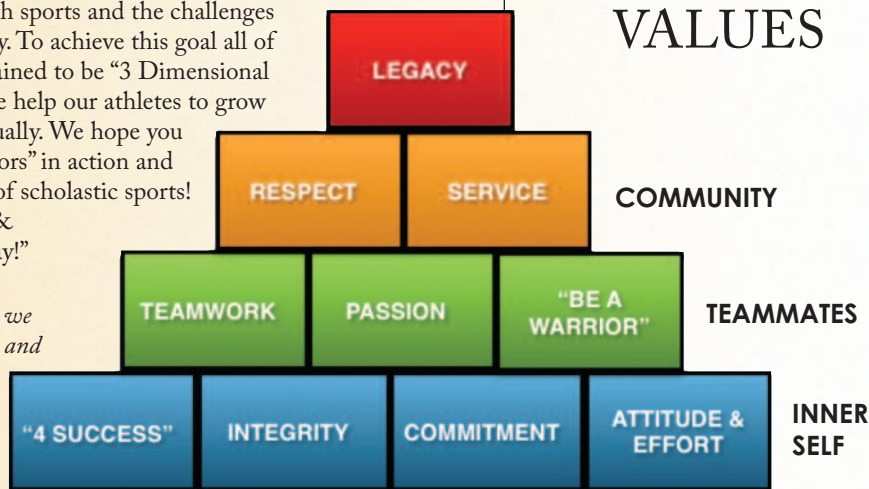 h sports and the challenges
y. To achieve this goal all of
ined to be “3 Dimensional
e help our athletes to grow
ually. We hope you
ors” in action and
of scholastic sports!
&
ay!”
we
and
VALUES
LEGACY
RESPECT
SERVICE
COMMUNITY
TEAMWORK
PASSION
“BE A
WARRIOR”
TEAMMATES
“4 SUCCESS”
INTEGRITY
COMMITMENT
ATTITUDE &
EFFORT
INNER
SELF